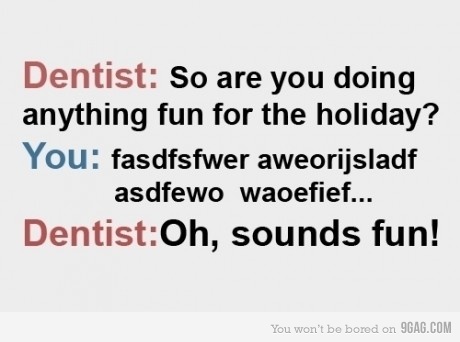 Dentist: So are you doing
anything fun for the holiday?
You: fasdfsfwer aweorijsladf
asdfewo waoefief...
Dentist:Oh, sounds fun!
You won't be bored on 9GAG.COM